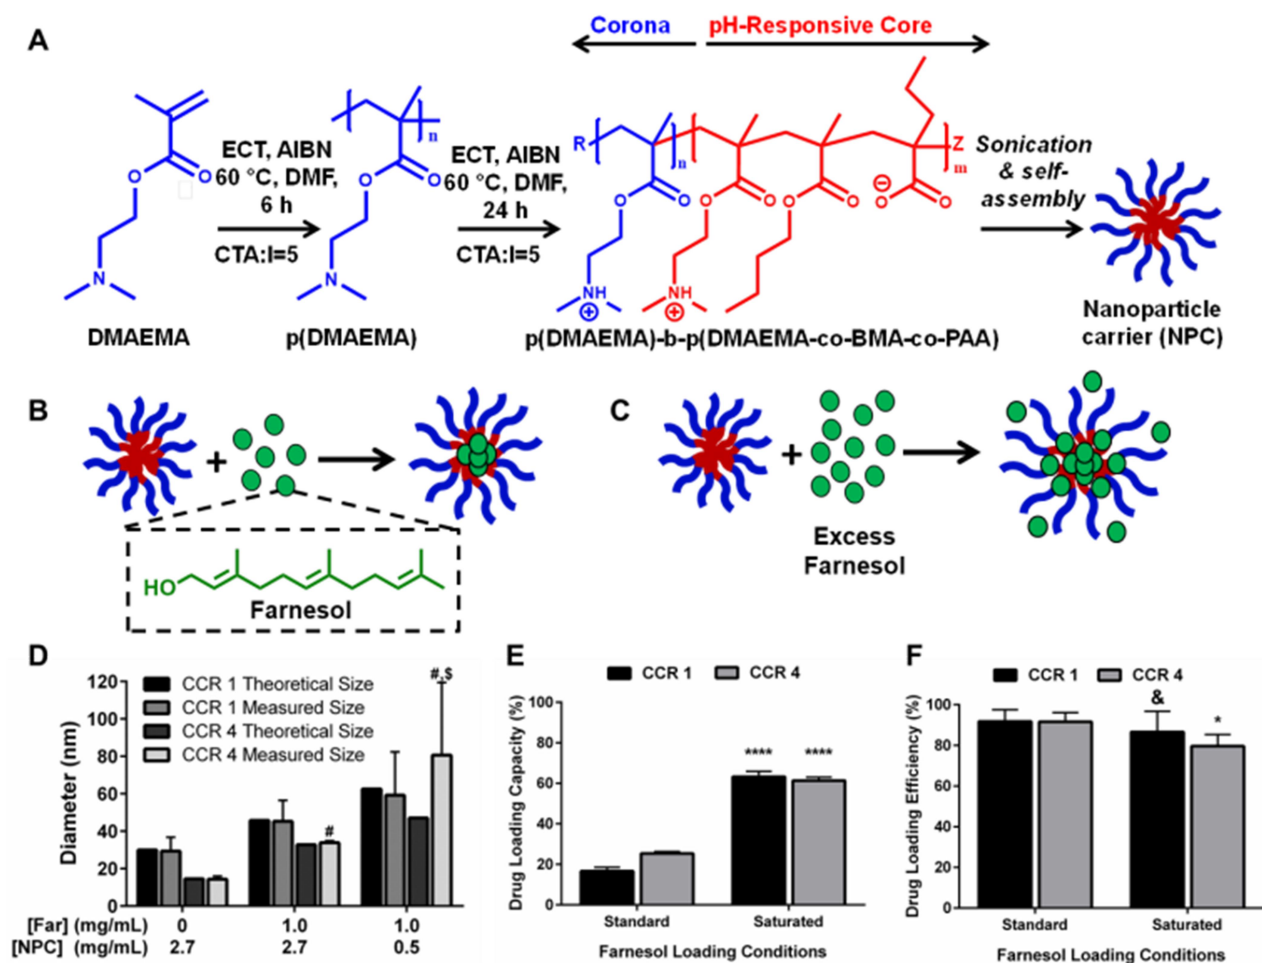 A
Corona
pH-Responsive Core
ECT, AIBN
60 °C, DMF,
6 h
CTA:I=5
n
ECT, AIBN
60 °C, DMF,
24 h
CTA:I=5
R
n
m
Z
O
O
O
O
O
O
O
O
O
O
O
O
N
N
NH
NH
⊕
⊕
⊖
Sonication
& self-
assembly
DMAEMA
p(DMAEMA)
p(DMAEMA)-b-p(DMAEMA-co-BMA-co-PAA)
Nanoparticle
carrier (NPC)
B
+
HO
Farnesol
C
+
Excess
Farnesol
D
CCR 1 Theoretical Size
CCR 1 Measured Size
CCR 4 Theoretical Size
CCR 4 Measured Size
Diameter (nm)
120
100
80
60
40
20
0
#
#,$
[Far] (mg/mL) 0 1.0 1.0
[NPC] (mg/mL) 2.7 2.7 0.5
E
CCR 1 CCR 4
Drug Loading Capacity (%)
100
80
60
40
20
0
**** ****
Standard Saturated
Farnesol Loading Conditions
F
CCR 1 CCR 4
Drug Loading Efficiency (%)
100
80
60
40
20
0
&
*
Standard Saturated
Farnesol Loading Conditions